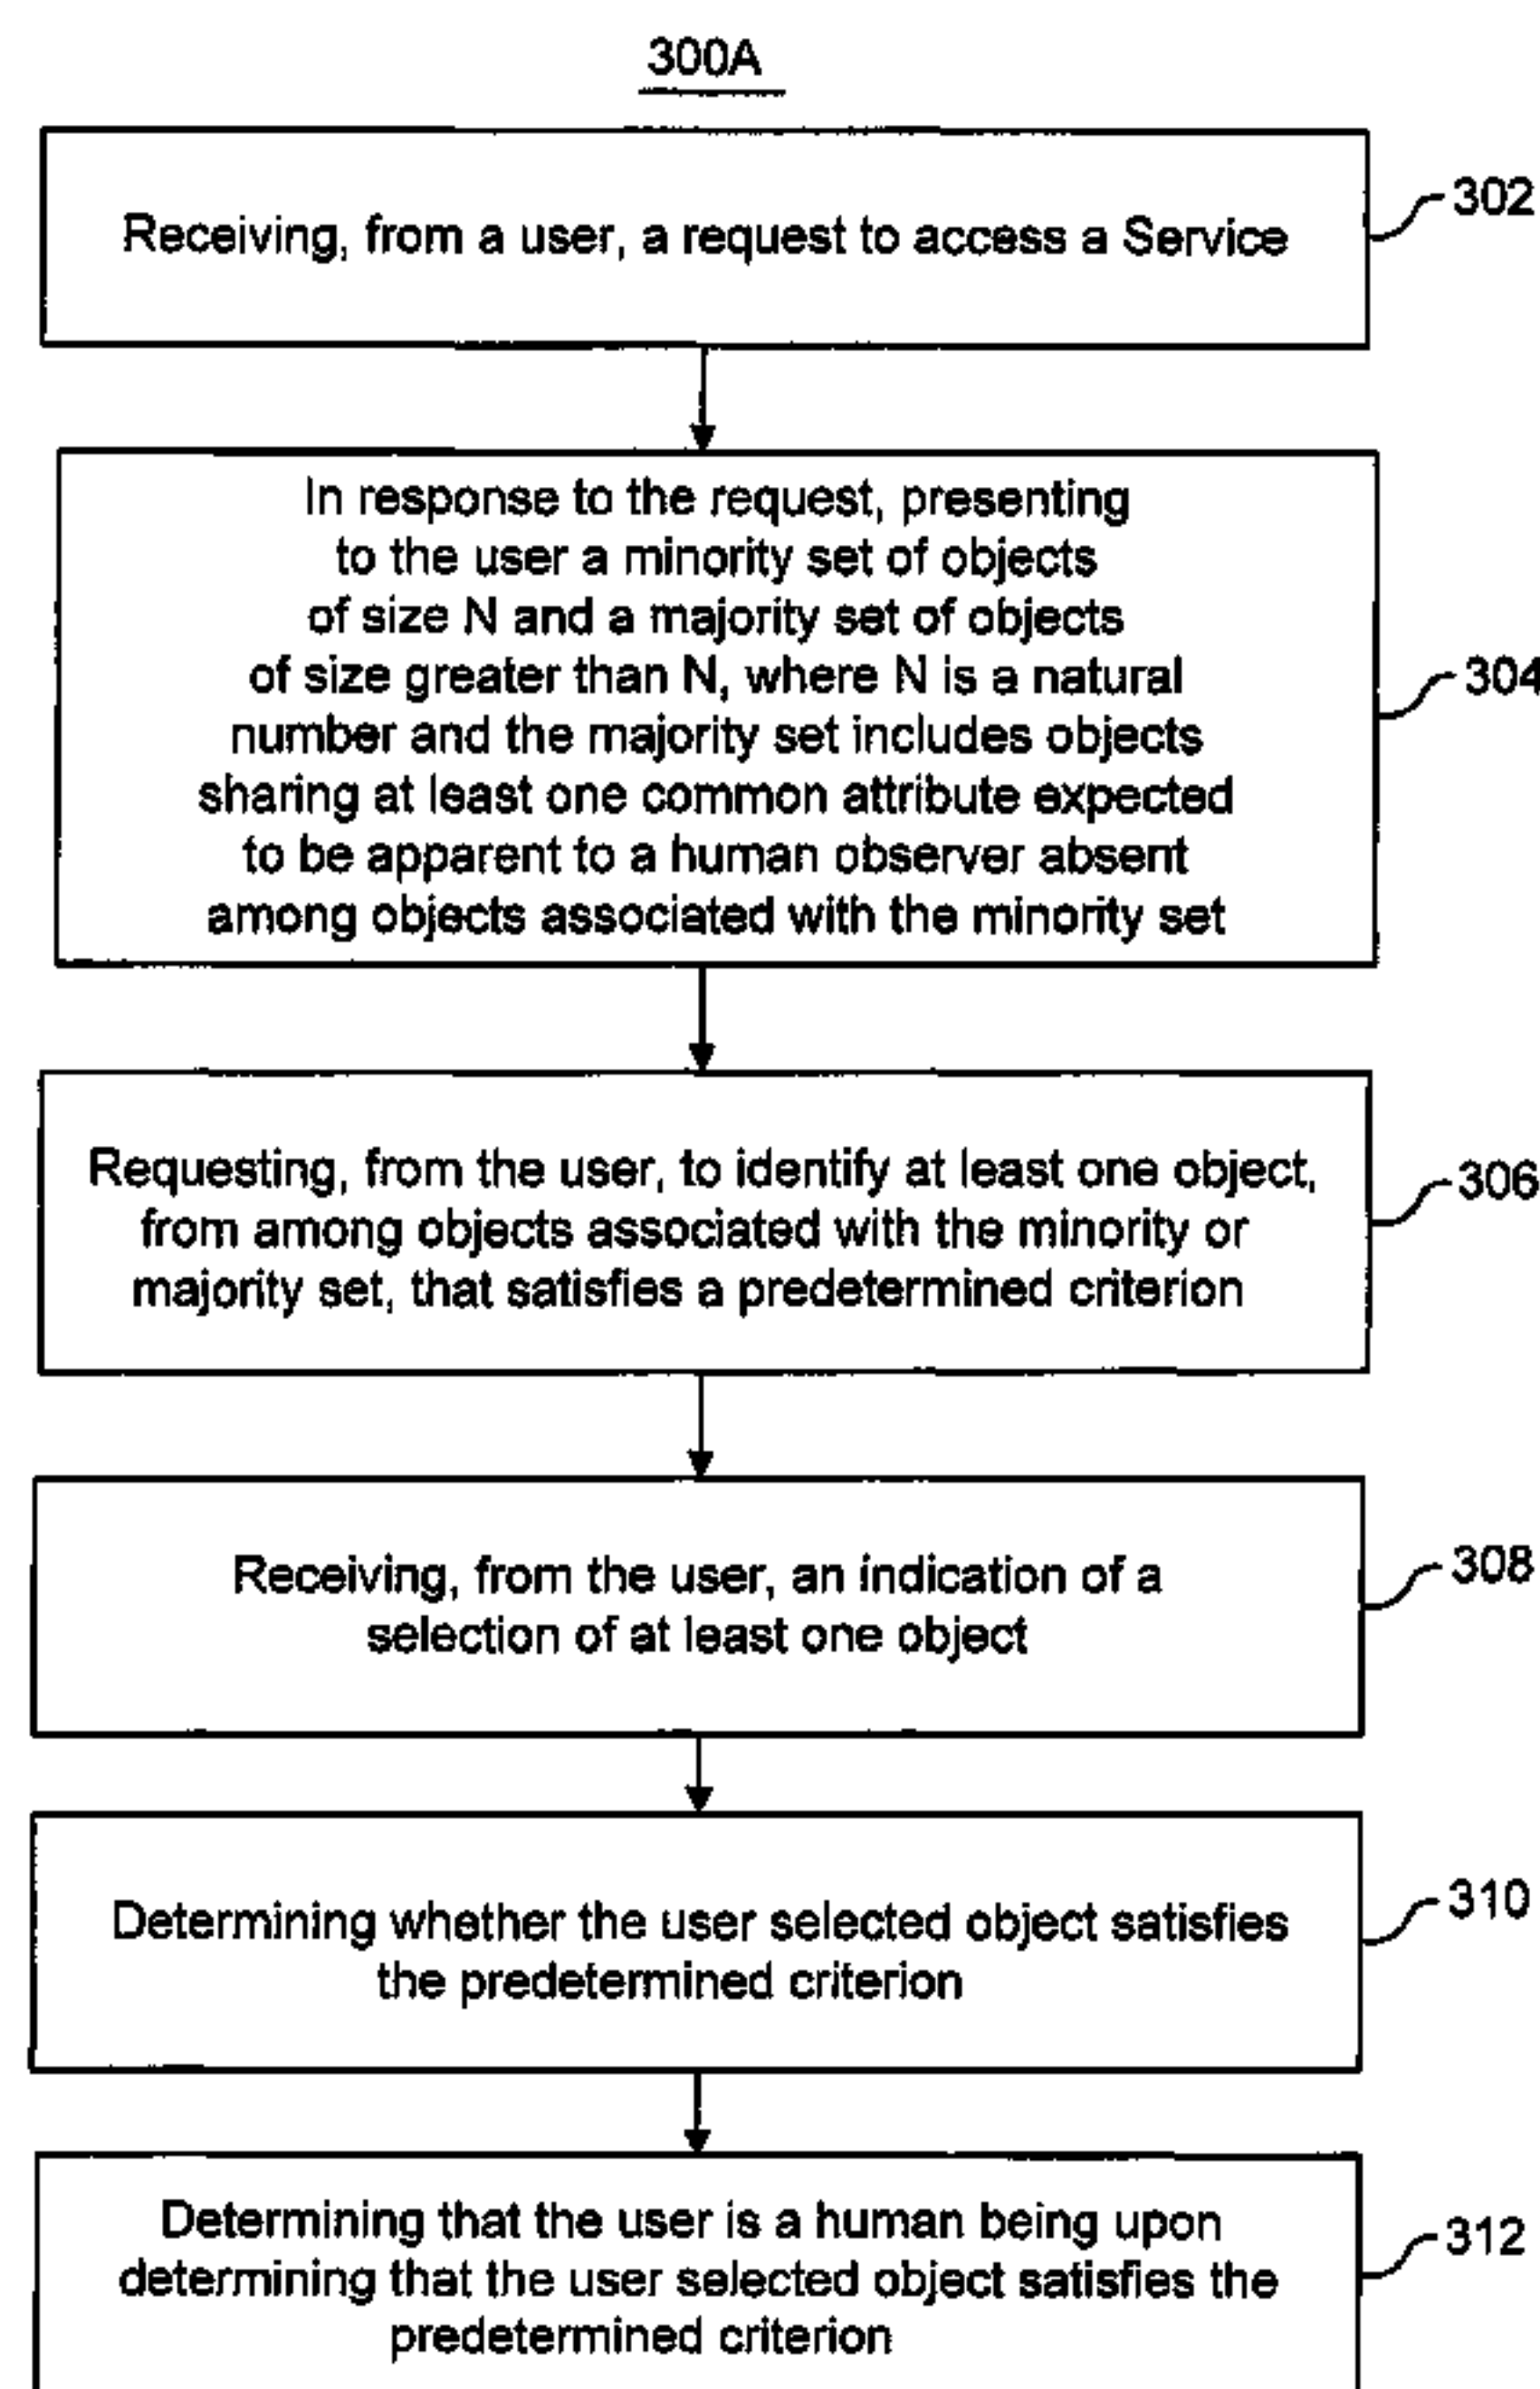 300A
Receiving, from a user, a request to access a Service
302
In response to the request, presenting
to the user a minority set of objects
of size N and a majority set of objects
of size greater than N, where N is a natural
number and the majority set includes objects
sharing at least one common attribute expected
to be apparent to a human observer absent
among objects associated with the minority set
304
Requesting, from the user, to identify at least one object,
from among objects associated with the minority or
majority set, that satisfies a predetermined criterion
306
Receiving, from the user, an indication of a
selection of at least one object
308
Determining whether the user selected object satisfies
the predetermined criterion
310
Determining that the user is a human being upon
determining that the user selected object satisfies the
predetermined criterion
312